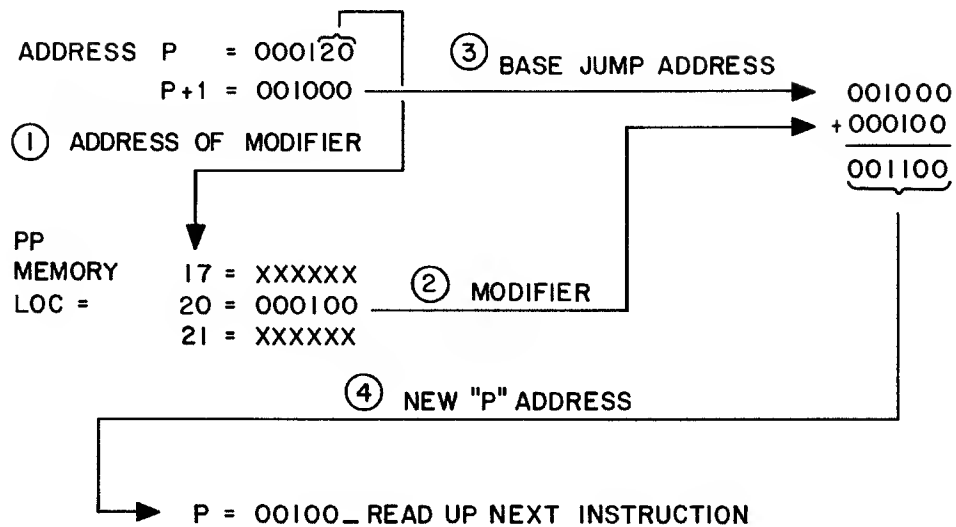 ADDRESS P = 000120
P+1 = 001000
③ BASE JUMP ADDRESS
001000
+000100
001100
① ADDRESS OF MODIFIER
PP
MEMORY
LOC =
17 = XXXXXX
20 = 000100
21 = XXXXXX
② MODIFIER
④ NEW "P" ADDRESS
P = 00100_ READ UP NEXT INSTRUCTION